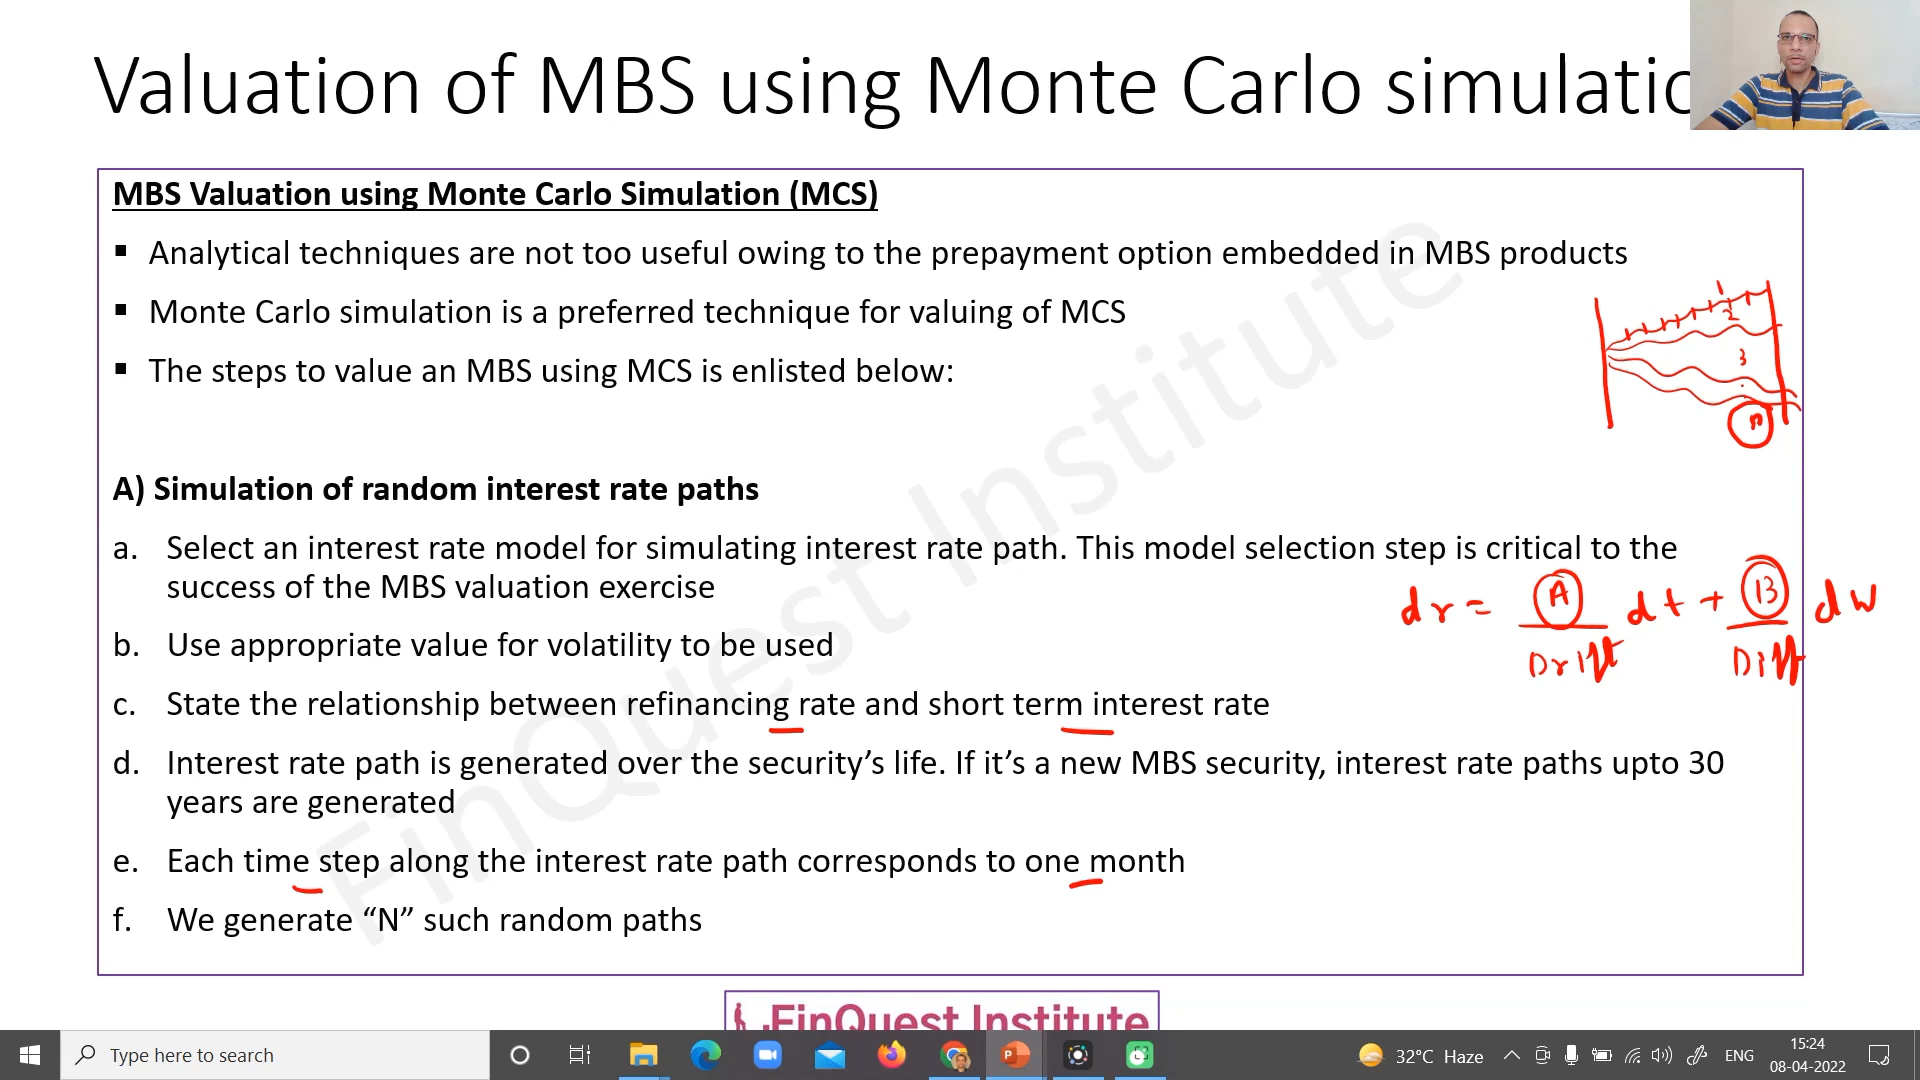 Valuation of MBS using Monte Carlo simulatio
MBS Valuation using Monte Carlo Simulation (MCS)
▪ Analytical techniques are not too useful owing to the prepayment option embedded in MBS products
▪ Monte Carlo simulation is a preferred technique for valuing of MCS
▪ The steps to value an MBS using MCS is enlisted below:
1
2
3
n
A) Simulation of random interest rate paths
a. Select an interest rate model for simulating interest rate path. This model selection step is critical to the
success of the MBS valuation exercise
dr = A dt + B dw
Drift Diff
b. Use appropriate value for volatility to be used
c. State the relationship between refinancing rate and short term interest rate
d. Interest rate path is generated over the security’s life. If it’s a new MBS security, interest rate paths upto 30
years are generated
e. Each time step along the interest rate path corresponds to one month
f. We generate “N” such random paths
FinQuest Institute
FinQuest Institute
Type here to search
32°C Haze
ENG
15:24
08-04-2022